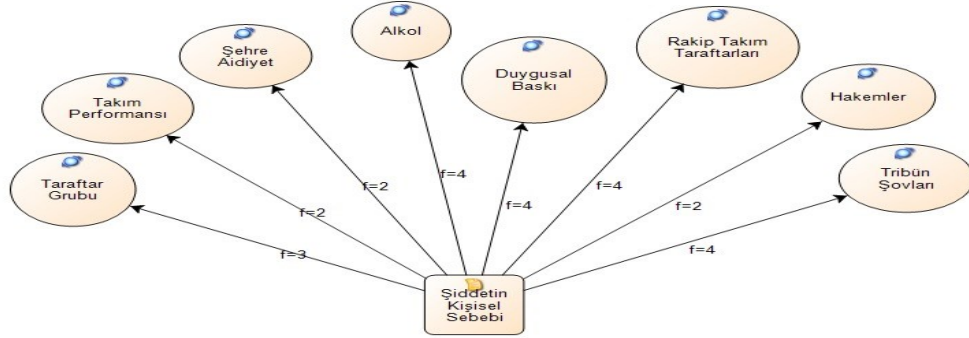 Alkol
Şehre
Aidiyet
Rakip Takım
Taraftarları
Duygusal
Baskı
Takım
Performansı
Hakemler
Taraftar
Grubu
Tribün
Şovları
f=4
f=2
f=4
f=4
f=2
f=2
f=3
f=4
Şiddetin
Kişisel
Sebebi